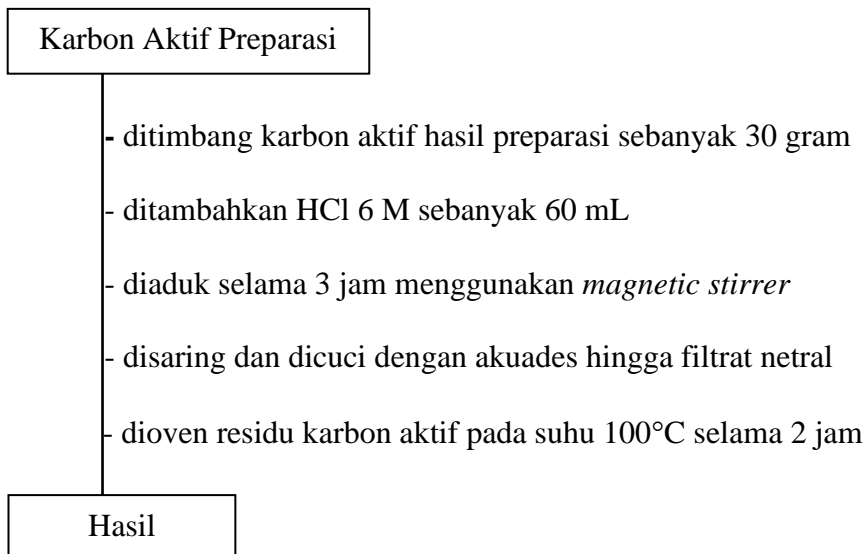 Karbon Aktif Preparasi
- ditimbang karbon aktif hasil preparasi sebanyak 30 gram
- ditambahkan HCl 6 M sebanyak 60 mL
- diaduk selama 3 jam menggunakan magnetic stirrer
- disaring dan dicuci dengan akuades hingga filtrat netral
- dioven residu karbon aktif pada suhu 100°C selama 2 jam
Hasil